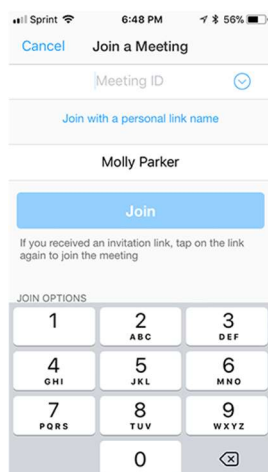 Sprint 6:48 PM 56%
Cancel Join a Meeting
Meeting ID
Join with a personal link name
Molly Parker
Join
If you received an invitation link, tap on the link
again to join the meeting
JOIN OPTIONS
1 2 3
ABC DEF
4 5 6
GHI JKL MNO
7 8 9
PQRS TUV WXYZ
0